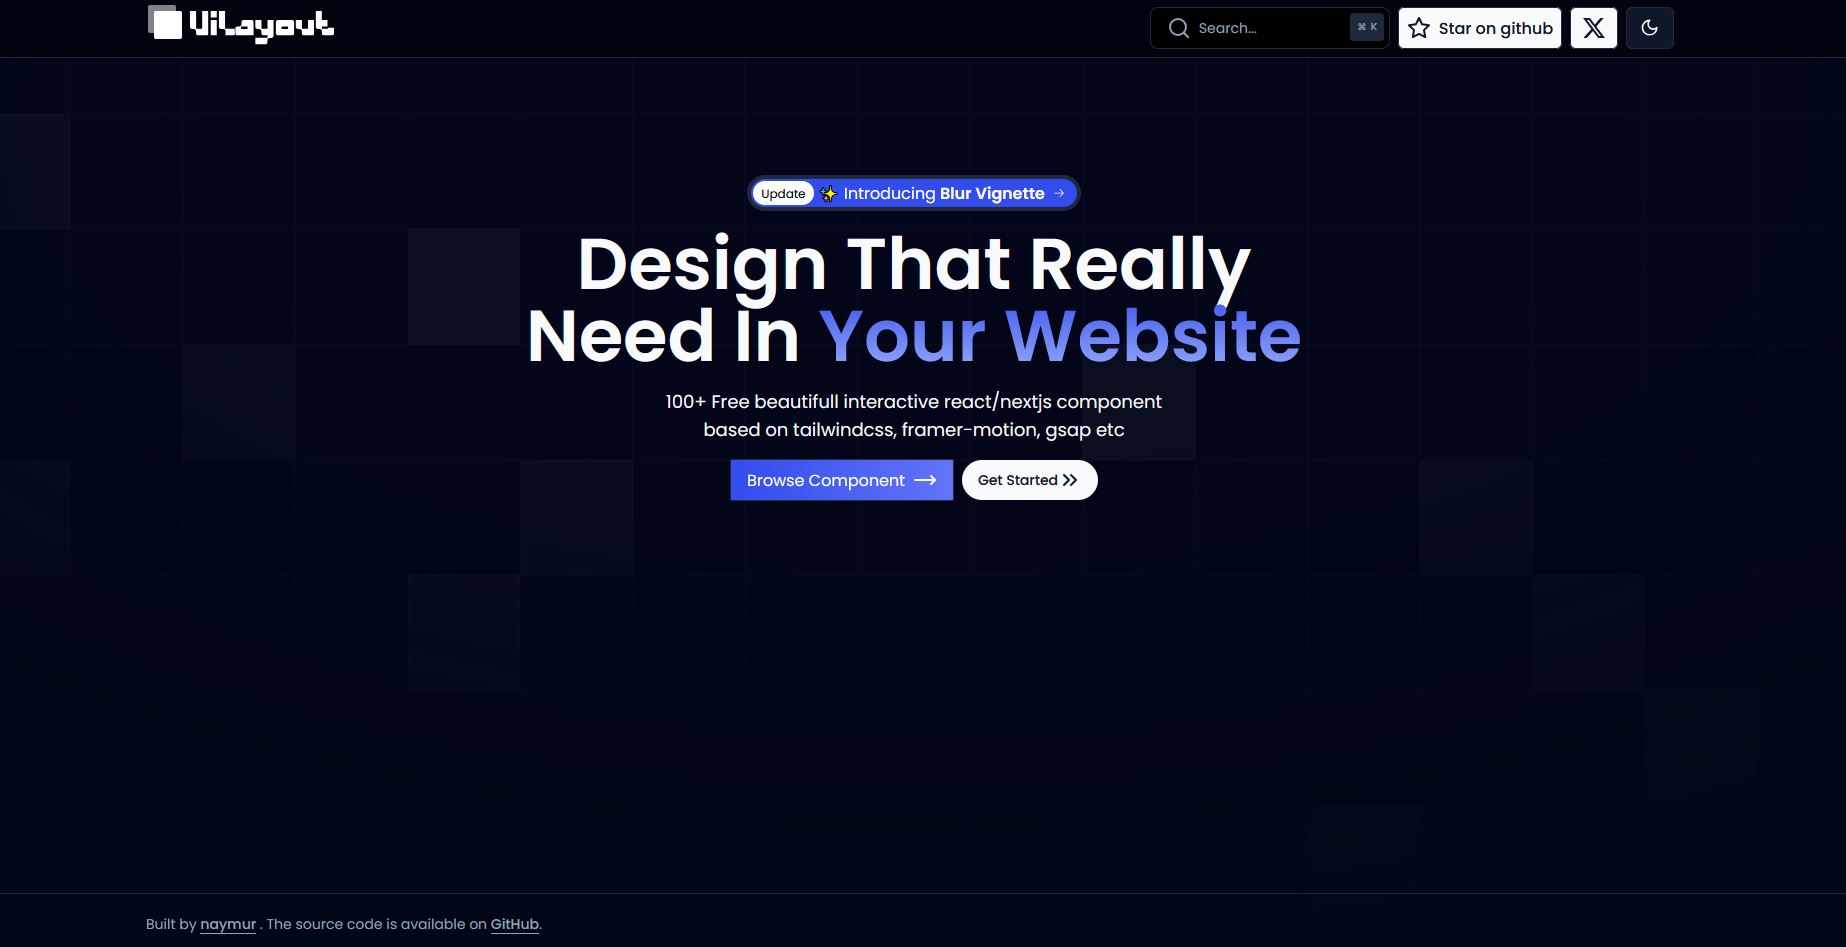 UiLayout
Search...
⌘ K
Star on github
Update ✨ Introducing Blur Vignette →
Design That Really
Need In Your Website
100+ Free beautifull interactive react/nextjs component
based on tailwindcss, framer-motion, gsap etc
Browse Component
Get Started
Built by naymur . The source code is available on GitHub.